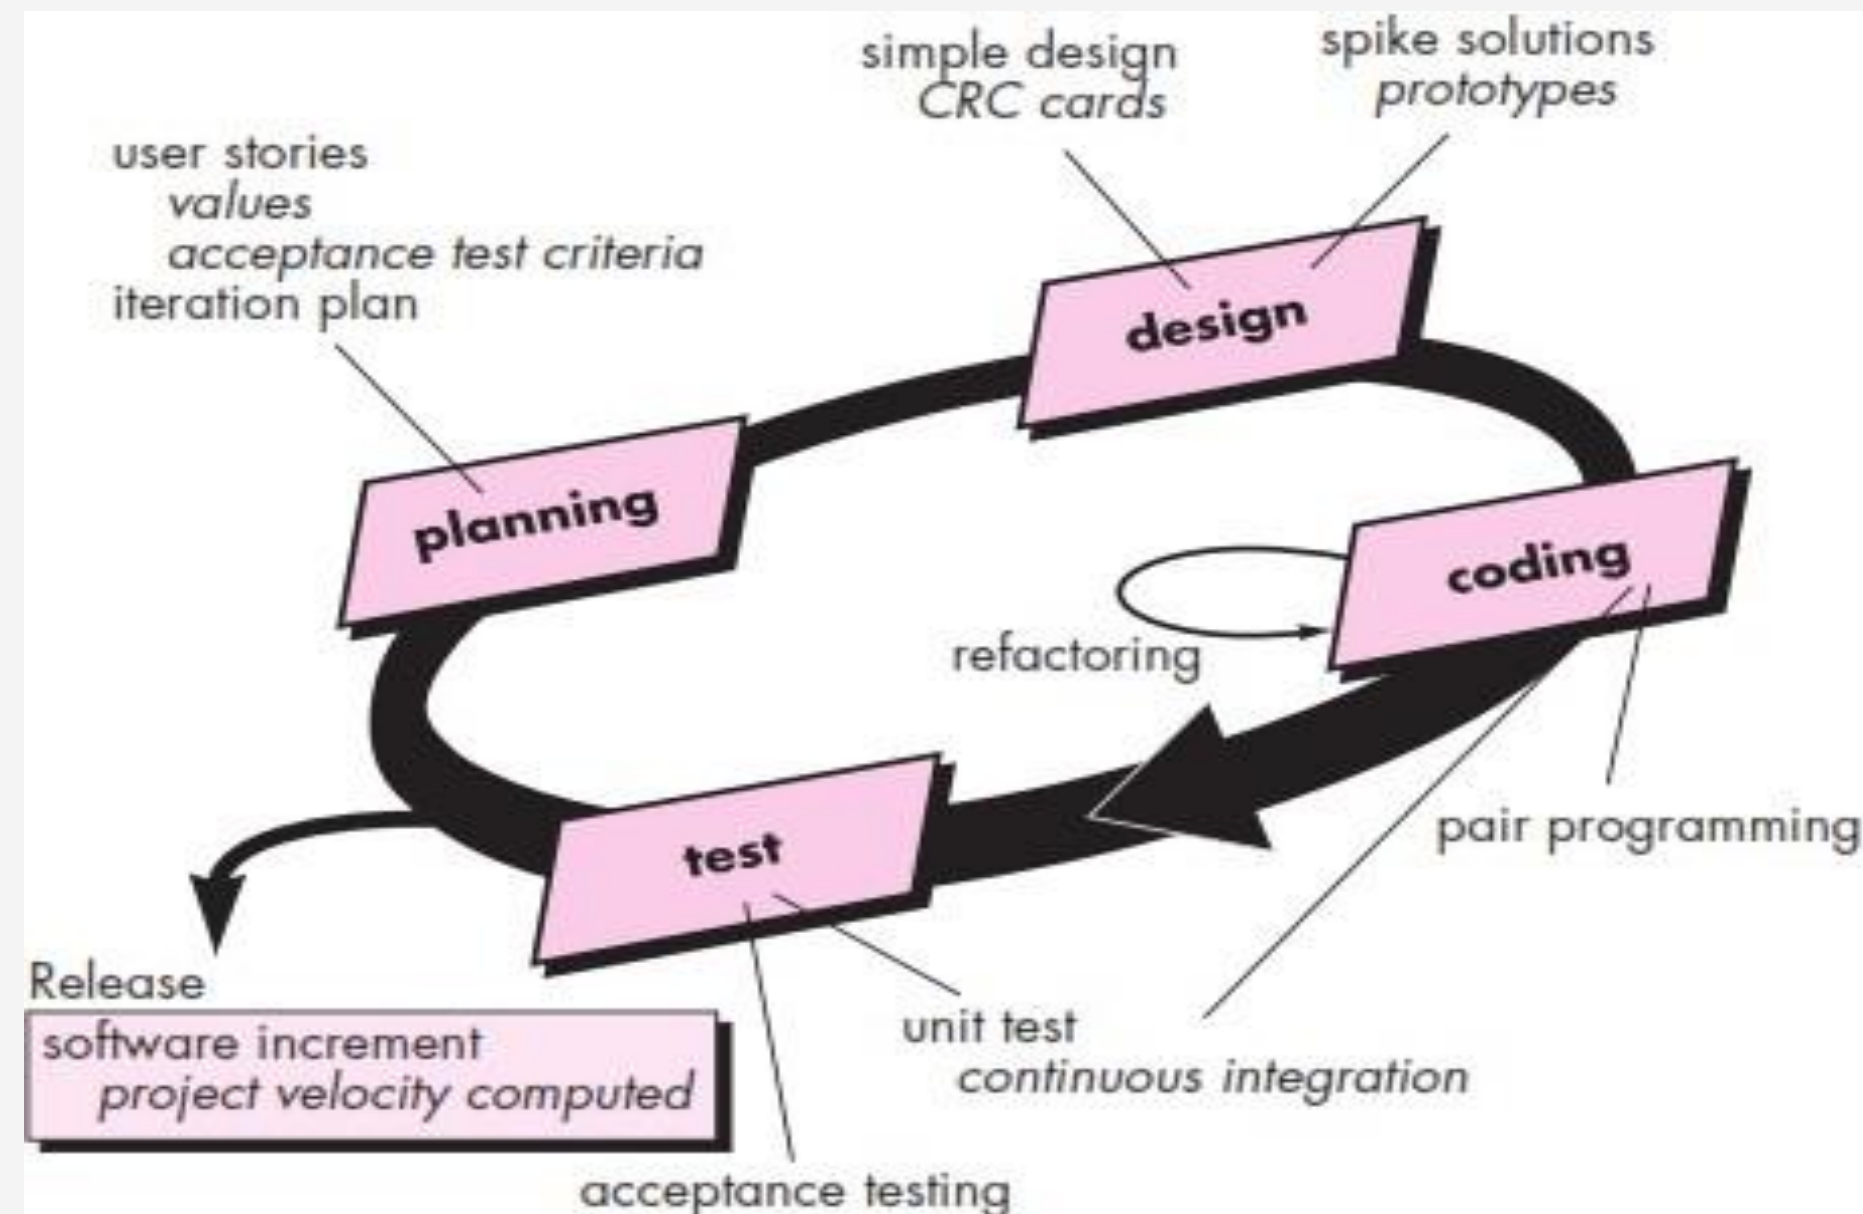 simple design
CRC cards
spike solutions
prototypes
user stories
values
acceptance test criteria
iteration plan
design
planning
coding
refactoring
test
pair programming
Release
software increment
project velocity computed
unit test
continuous integration
acceptance testing